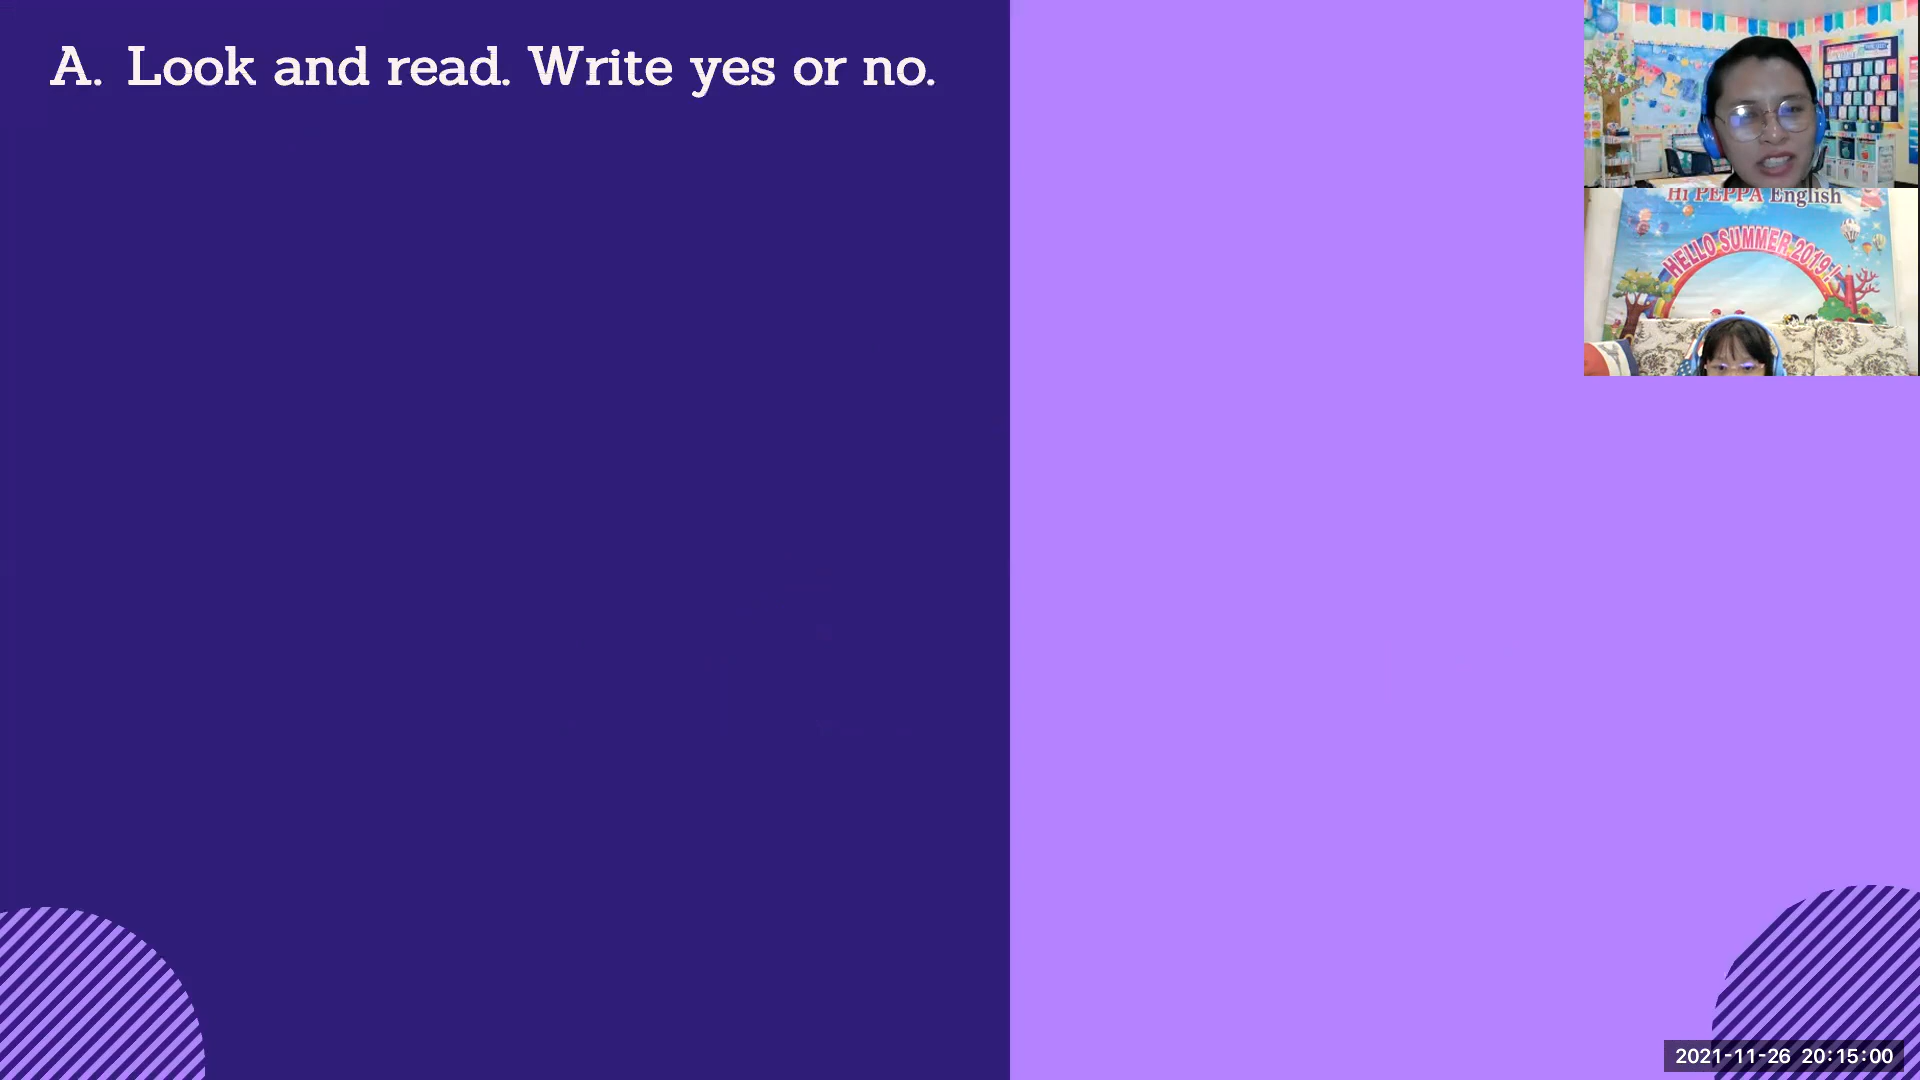 A. Look and read. Write yes or no.
Hi PEPPA English
HELLO SUMMER 2019!
2021-11-26 20:15:00